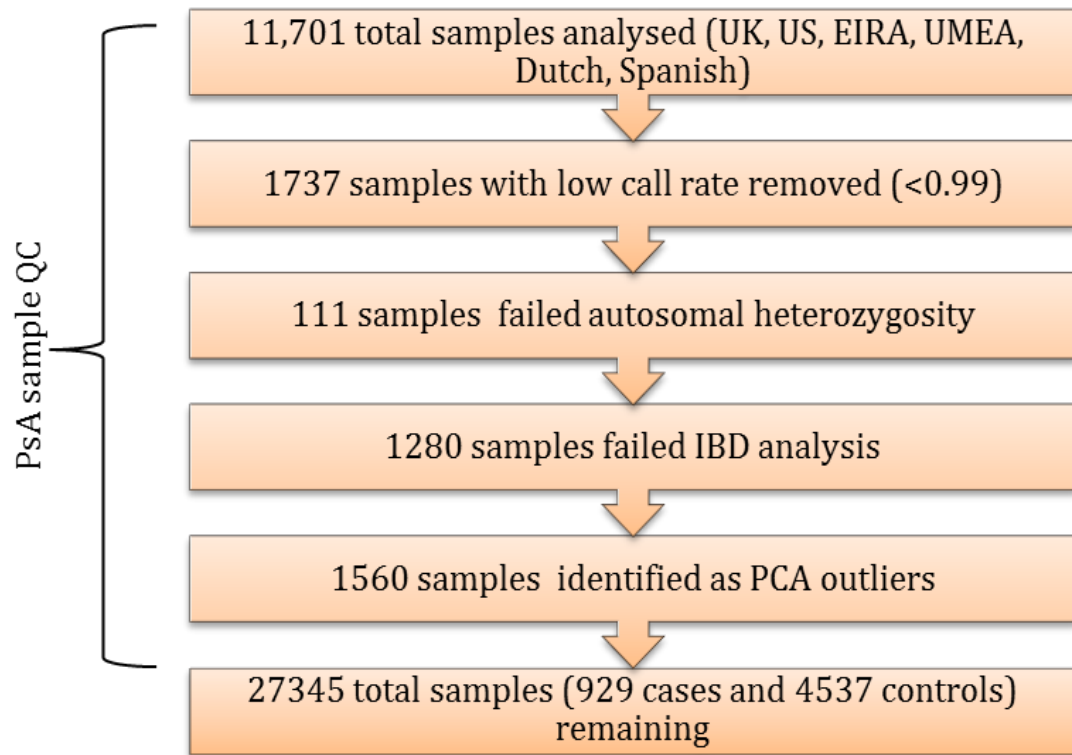 11,701 total samples analysed (UK, US, EIRA, UMEA,
Dutch, Spanish)
1737 samples with low call rate removed (<0.99)
111 samples  failed autosomal heterozygosity
PsA sample QC
1280 samples failed IBD analysis
1560 samples  identified as PCA outliers
27345 total samples (929 cases and 4537 controls)
remaining